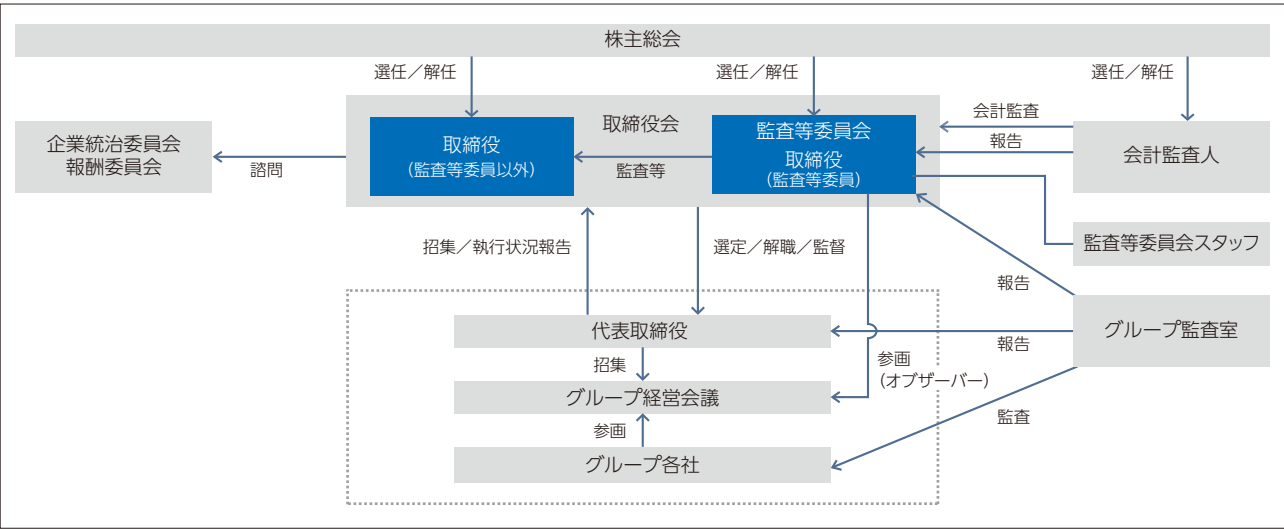 株主総会
選任／解任
選任／解任
選任／解任
企業統治委員会
報酬委員会
諮問
取締役会
取締役
(監査等委員以外)
監査等
監査等委員会
取締役
(監査等委員)
会計監査
報告
会計監査人
監査等委員会スタッフ
招集／執行状況報告
選定／解職／監督
報告
グループ監査室
代表取締役
報告
招集
参画
(オブザーバー)
グループ経営会議
参画
監査
グループ各社